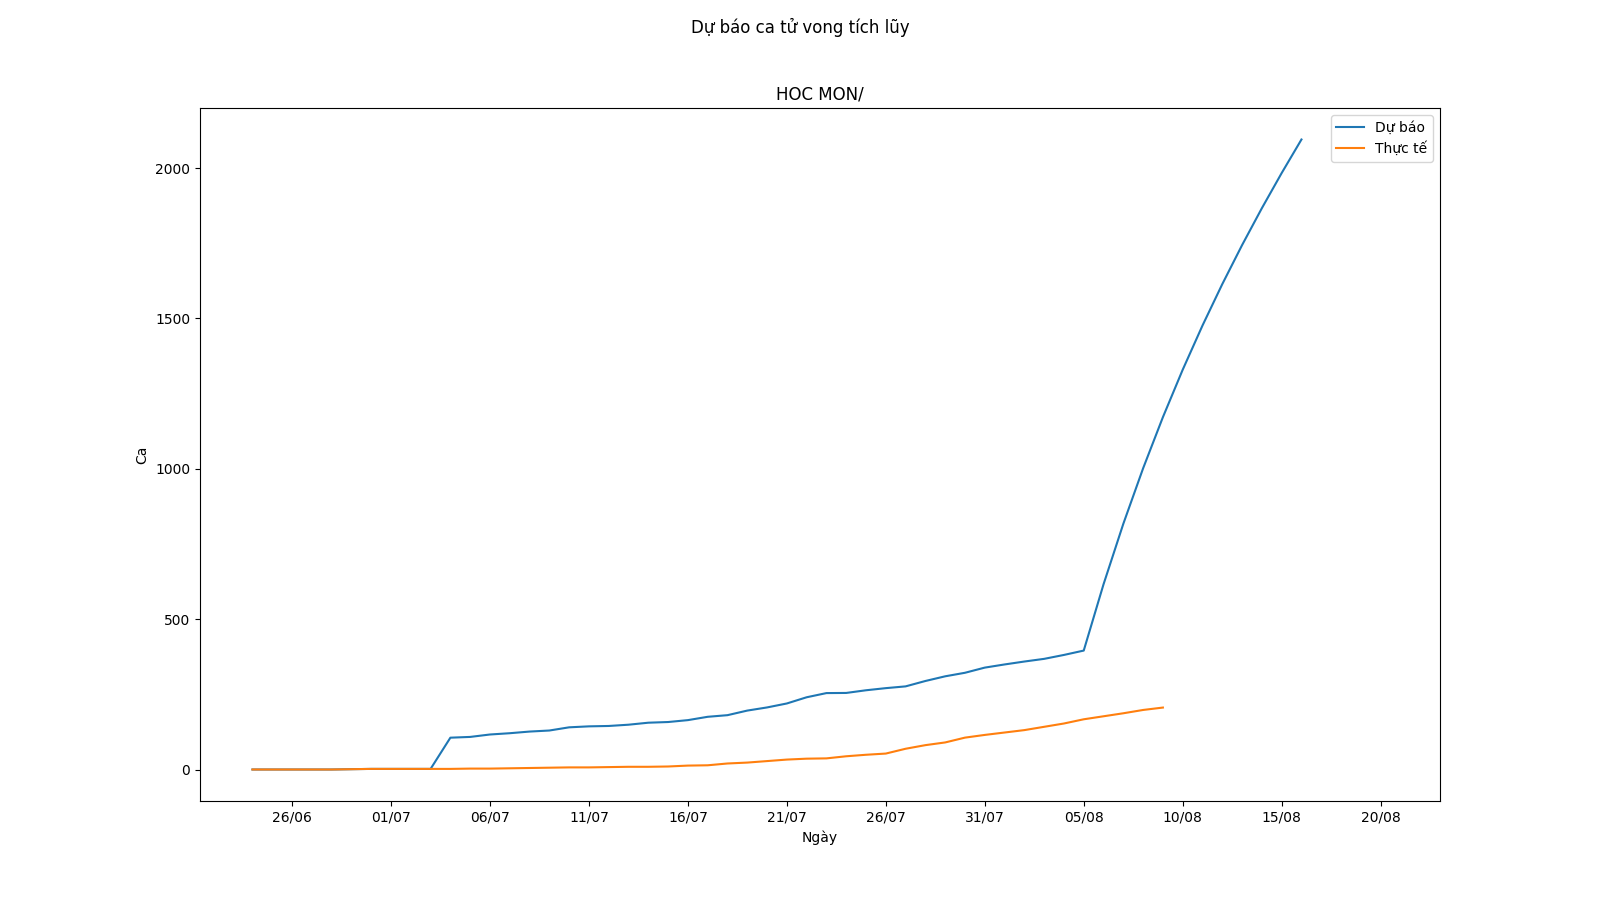 Dự báo ca tử vong tích lũy
HOC MON/
Dự báo
Thực tế
2000
1500
1000
500
0
Ca
26/06 01/07 06/07 11/07 16/07 21/07 26/07 31/07 05/08 10/08 15/08 20/08
Ngày